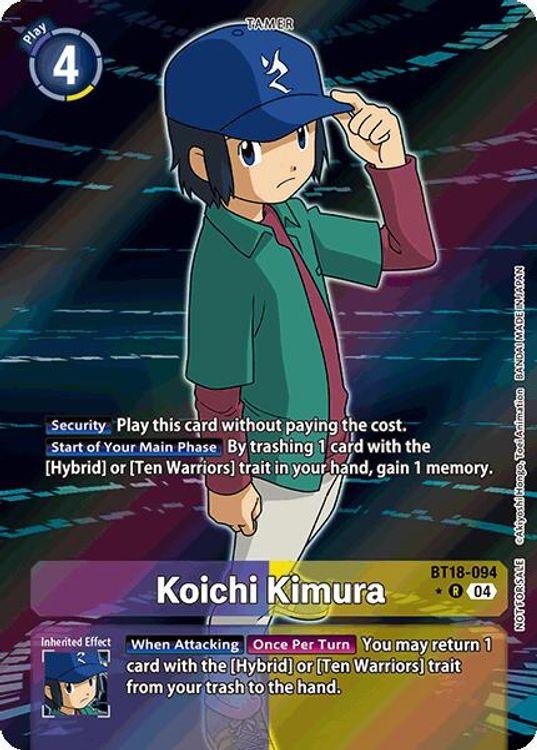 TAMER
Play
4
Security Play this card without paying the cost.
Start of Your Main Phase By trashing 1 card with the
[Hybrid] or [Ten Warriors] trait in your hand, gain 1 memory.
©Akiyoshi Hongo, Toei Animation BANDAI MADE IN JAPAN
NOT FOR SALE
BT18-094
Koichi Kimura
R 04
Inherited Effect
When Attacking Once Per Turn You may return 1
card with the [Hybrid] or [Ten Warriors] trait
from your trash to the hand.